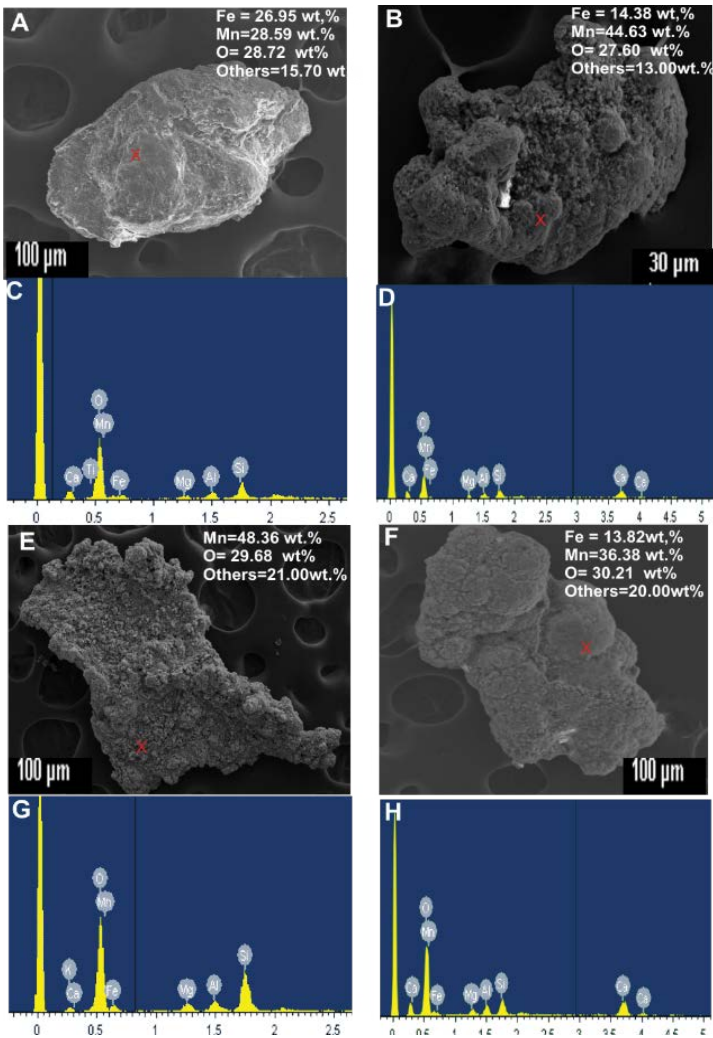 A
Fe = 26.95 wt,%
Mn=28.59 wt.%
O= 28.72 wt%
Others=15.70 wt
X
100 µm
B
Fe = 14.38 wt,%
Mn=44.63 wt.%
O= 27.60 wt%
Others=13.00wt.%
X
30 µm
C
O
Mn
Ca
Ti
Fe
Mg
Al
Si
0 0.5 1 1.5 2 2.5
D
O
Mn
Fe
Ca
Mg
Al
Si
Ca
Ca
0 0.5 1 1.5 2 2.5 3 3.5 4 4.5 5
E
Mn=48.36 wt.%
O= 29.68 wt%
Others=21.00wt.%
X
100 µm
F
Fe = 13.82wt,%
Mn=36.38 wt.%
O= 30.21 wt%
Others=20.00wt%
X
100 µm
G
O
Mn
K
Ca
Fe
Mg
Al
Si
0 0.5 1 1.5 2 2.5
H
O
Mn
Ca
Fe
Mg
Al
Si
Ca
Ca
0 0.5 1 1.5 2 2.5 3 3.5 4 4.5 5